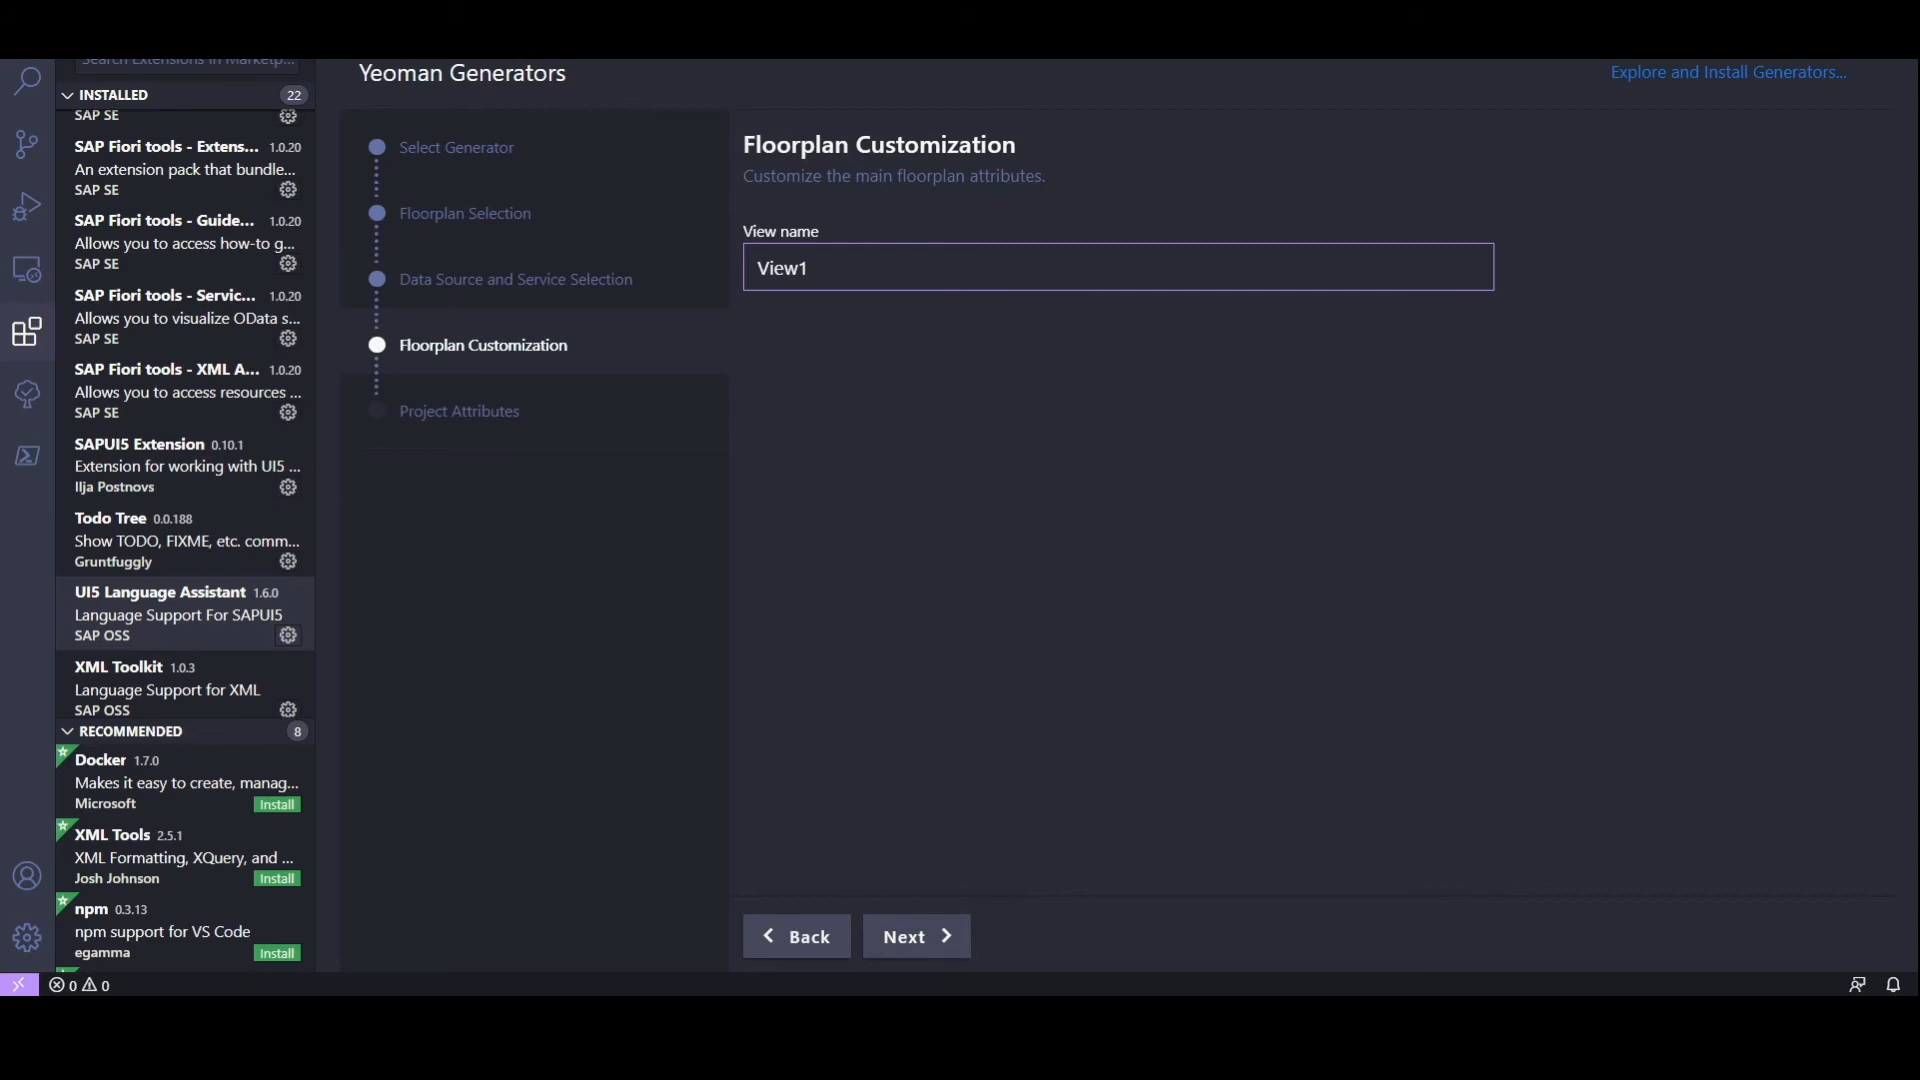 Search Extensions in Marketp...
INSTALLED 22
SAP SE
SAP Fiori tools - Extens... 1.0.20
An extension pack that bundle...
SAP SE
SAP Fiori tools - Guide... 1.0.20
Allows you to access how-to g...
SAP SE
SAP Fiori tools - Servic... 1.0.20
Allows you to visualize OData s...
SAP SE
SAP Fiori tools - XML A... 1.0.20
Allows you to access resources ...
SAP SE
SAPUI5 Extension 0.10.1
Extension for working with UI5 ...
Ilja Postnovs
Todo Tree 0.0.188
Show TODO, FIXME, etc. comm...
Gruntfuggly
UI5 Language Assistant 1.6.0
Language Support For SAPUI5
SAP OSS
XML Toolkit 1.0.3
Language Support for XML
SAP OSS
RECOMMENDED 8
Docker 1.7.0
Makes it easy to create, manag...
Microsoft Install
XML Tools 2.5.1
XML Formatting, XQuery, and ...
Josh Johnson Install
npm 0.3.13
npm support for VS Code
egamma Install
0 0
Yeoman Generators
Explore and Install Generators...
Select Generator
Floorplan Selection
Data Source and Service Selection
Floorplan Customization
Project Attributes
Floorplan Customization
Customize the main floorplan attributes.
View name
View1
Back
Next